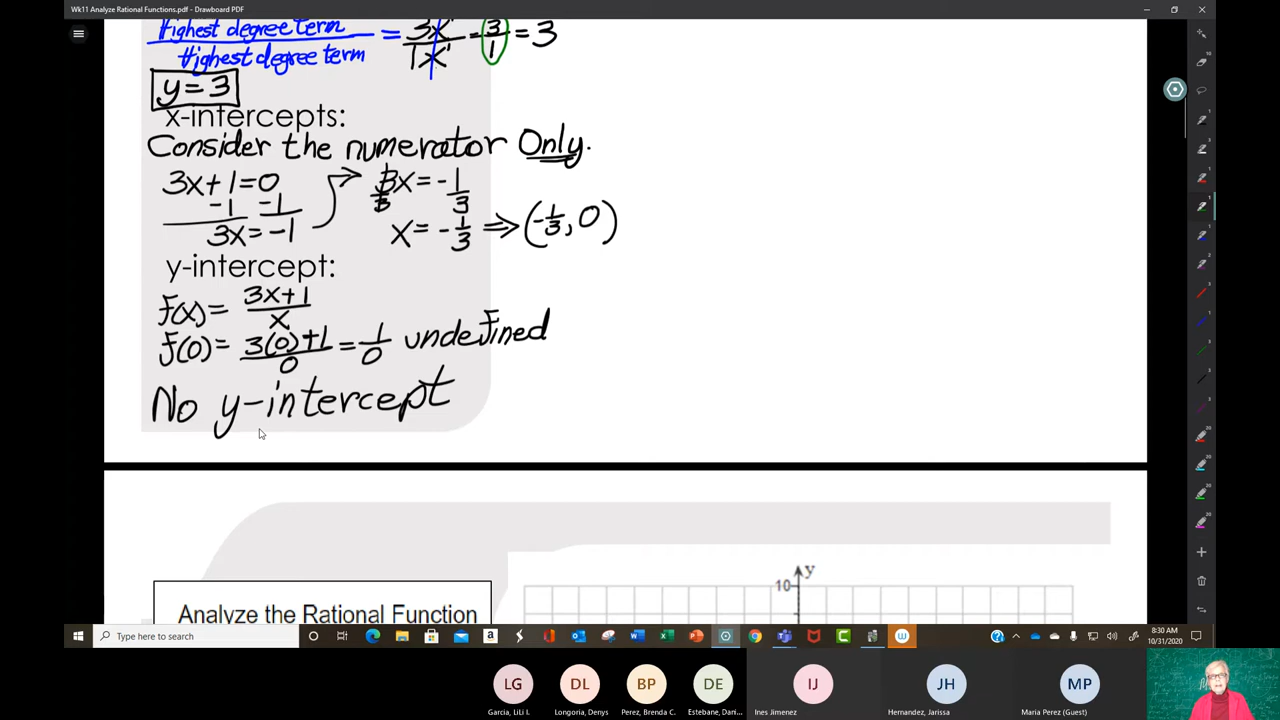 Wk11 Analyze Rational Functions.pdf - Drawboard PDF
Highest degree term
Highest degree term
= 3x¹ / 1x¹ = 3/1 = 3
y = 3
x-intercepts:
Consider the numerator Only.
3x+1=0
-1 -1
3x = -1
3x = -1
3 3
x = -1/3 ⇒ (-1/3, 0)
y-intercept:
f(x) = 3x+1 / x
f(0) = 3(0)+1 / 0 = 1/0 undefined
No y-intercept
10 y
Analyze the Rational Function
Type here to search
8:30 AM
10/31/2020
LG DL BP DE IJ JH MP
Garcia, LiLi I. Longoria, Denys Perez, Brenda C. Estebane, Dani... Ines Jimenez Hernandez, Jarissa Maria Perez (Guest)